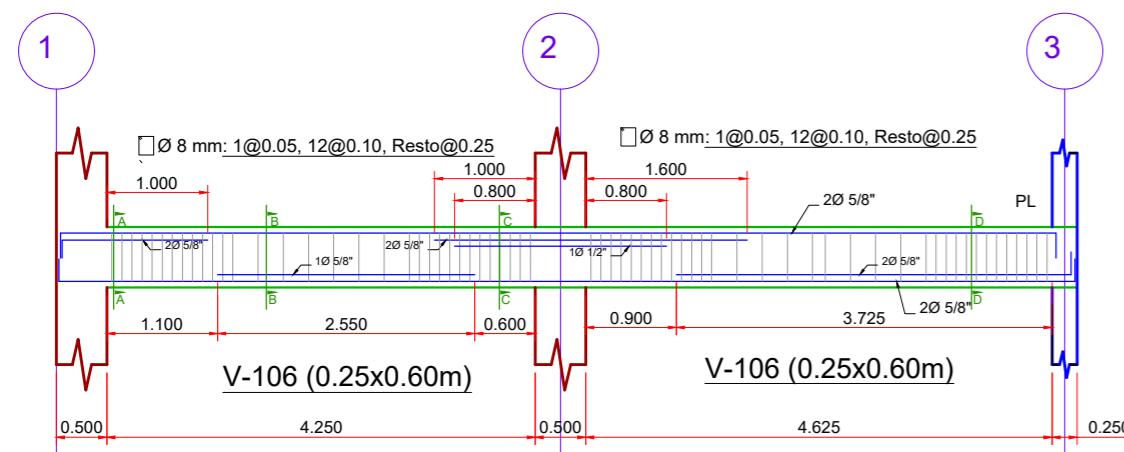 1
2
3
Ø 8 mm: 1@0.05, 12@0.10, Resto@0.25
Ø 8 mm: 1@0.05, 12@0.10, Resto@0.25
1.000
1.000
1.600
0.800
0.800
2Ø 5/8"
PL
A
B
C
D
2Ø 5/8"
2Ø 5/8"
1Ø 1/2"
1Ø 5/8"
2Ø 5/8"
2Ø 5/8"
A
B
C
D
1.100
2.550
0.600
0.900
3.725
V-106 (0.25x0.60m)
V-106 (0.25x0.60m)
0.500
4.250
0.500
4.625
0.250